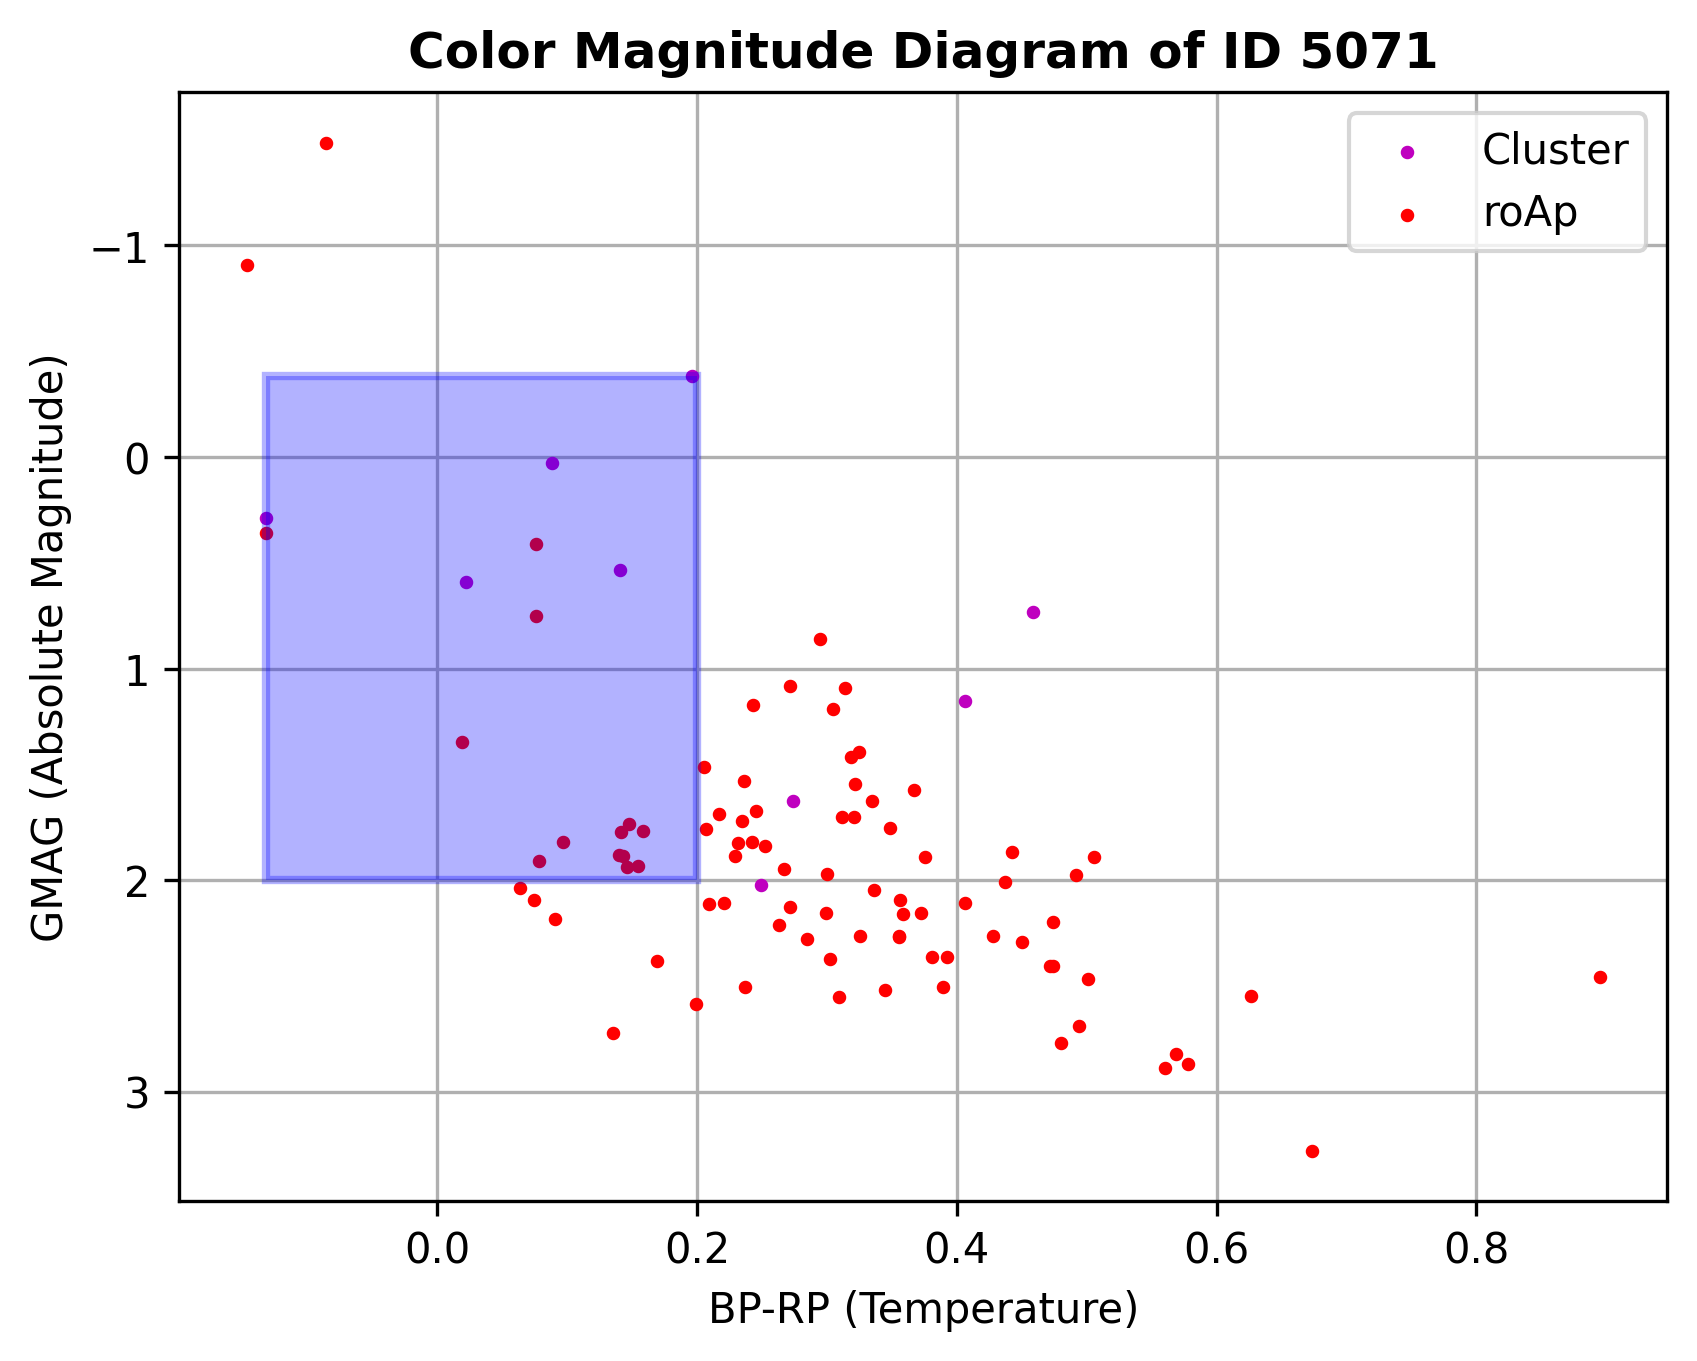 Color Magnitude Diagram of ID 5071
Cluster
roAp
−1
0
1
2
3
GMAG (Absolute Magnitude)
0.0 0.2 0.4 0.6 0.8
BP-RP (Temperature)